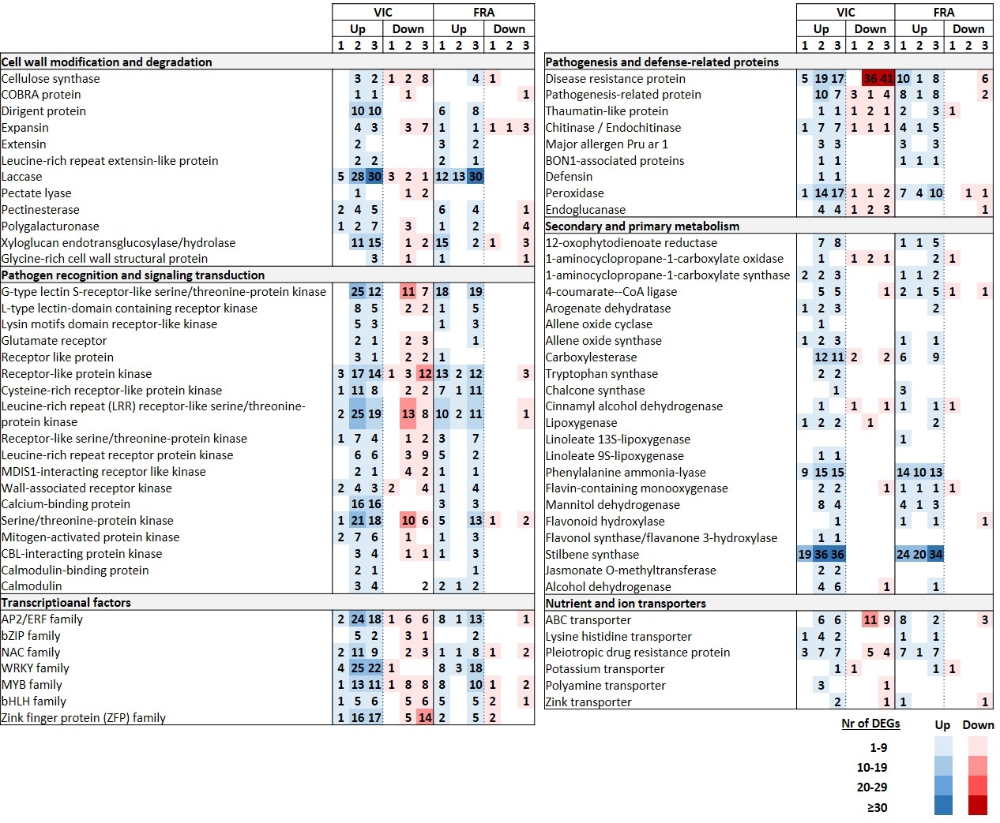 VIC FRA
Up Down Up Down
1 2 3 1 2 3 1 2 3 1 2 3
Cell wall modification and degradation
Cellulose synthase 3 2 1 2 8 4 1
COBRA protein 1 1 1 1
Dirigent protein 10 10 6 8
Expansin 4 3 3 7 1 1 1 1 3
Extensin 2 3 2
Leucine-rich repeat extensin-like protein 2 2 2 1
Laccase 5 28 30 3 2 1 12 13 30
Pectate lyase 1 1 2
Pectinesterase 2 4 5 6 4 1
Polygalacturonase 1 2 7 3 1 2 4
Xyloglucan endotransglucosylase/hydrolase 11 15 1 2 15 2 1 3
Glycine-rich cell wall structural protein 3 1 1 1
Pathogen recognition and signaling transduction
G-type lectin S-receptor-like serine/threonine-protein kinase 25 12 11 7 18 19
L-type lectin-domain containing receptor kinase 8 5 2 2 1 5
Lysin motifs domain receptor-like kinase 5 3 1 3
Glutamate receptor 2 1 2 3 1
Receptor like protein 3 1 2 2 1
Receptor-like protein kinase 3 17 14 1 3 12 13 2 12 3
Cysteine-rich receptor-like protein kinase 1 11 8 2 2 7 1 11
Leucine-rich repeat (LRR) receptor-like serine/threonine-
protein kinase 2 25 19 13 8 10 2 11 1
Receptor-like serine/threonine-protein kinase 1 7 4 1 2 3 7
Leucine-rich repeat receptor protein kinase 6 6 3 9 5 2
MDIS1-interacting receptor like kinase 2 1 4 2 1 1
Wall-associated receptor kinase 2 4 3 2 4 1 4
Calcium-binding protein 16 16 3 3
Serine/threonine-protein kinase 1 21 18 10 6 5 13 1 2
Mitogen-activated protein kinase 2 7 6 1 1 3
CBL-interacting protein kinase 3 4 1 1 1 3
Calmodulin-binding protein 2 1 1
Calmodulin 3 4 2 2 1 2
Transcriptioanal factors
AP2/ERF family 2 24 18 1 6 6 8 1 13 1
bZIP family 5 2 3 1 2
NAC family 2 11 9 2 3 1 1 8 1 2
WRKY family 4 25 22 1 8 3 18
MYB family 1 13 11 1 8 8 8 10 1 2
bHLH family 1 5 6 5 6 5 5 2 1
Zink finger protein (ZFP) family 1 16 17 5 14 2 5 2
VIC FRA
Up Down Up Down
1 2 3 1 2 3 1 2 3 1 2 3
Pathogenesis and defense-related proteins
Disease resistance protein 5 19 17 36 41 10 1 8 6
Pathogenesis-related protein 10 7 3 1 4 8 1 8 2
Thaumatin-like protein 1 1 1 2 1 2 3 1
Chitinase / Endochitinase 1 7 7 1 1 1 4 1 5
Major allergen Pru ar 1 3 3 3 3
BON1-associated proteins 1 1 1 1 1
Defensin 1 1
Peroxidase 1 14 17 1 1 2 7 4 10 1 1
Endoglucanase 4 4 1 2 3 1
Secondary and primary metabolism
12-oxophytodienoate reductase 7 8 1 1 5
1-aminocyclopropane-1-carboxylate oxidase 1 1 2 1 2 1
1-aminocyclopropane-1-carboxylate synthase 2 2 3 1 1 2
4-coumarate--CoA ligase 5 5 1 2 1 5 1 1
Arogenate dehydratase 1 2 3 2
Allene oxide cyclase 1
Allene oxide synthase 1 2 3 1 1
Carboxylesterase 12 11 2 2 6 9
Tryptophan synthase 2 2
Chalcone synthase 1 3
Cinnamyl alcohol dehydrogenase 1 1 1 1 1 1
Lipoxygenase 1 2 2 1 2
Linoleate 13S-lipoxygenase 1
Linoleate 9S-lipoxygenase 1 1
Phenylalanine ammonia-lyase 9 15 15 14 10 13
Flavin-containing monooxygenase 2 2 1 1 1 1 1
Mannitol dehydrogenase 8 4 4 1 3
Flavonoid hydroxylase 1 1 1 1
Flavonol synthase/flavanone 3-hydroxylase 1 1
Stilbene synthase 19 36 36 24 20 34
Jasmonate O-methyltransferase 2 2
Alcohol dehydrogenase 4 6 1 1
Nutrient and ion transporters
ABC transporter 6 6 11 9 8 2 3
Lysine histidine transporter 1 4 2 1 1
Pleiotropic drug resistance protein 3 7 7 5 4 7 1 7
Potassium transporter 1 1 1 1
Polyamine transporter 3 1
Zink transporter 2 1 1 1
Nr of DEGs Up Down
1-9
10-19
20-29
≥30